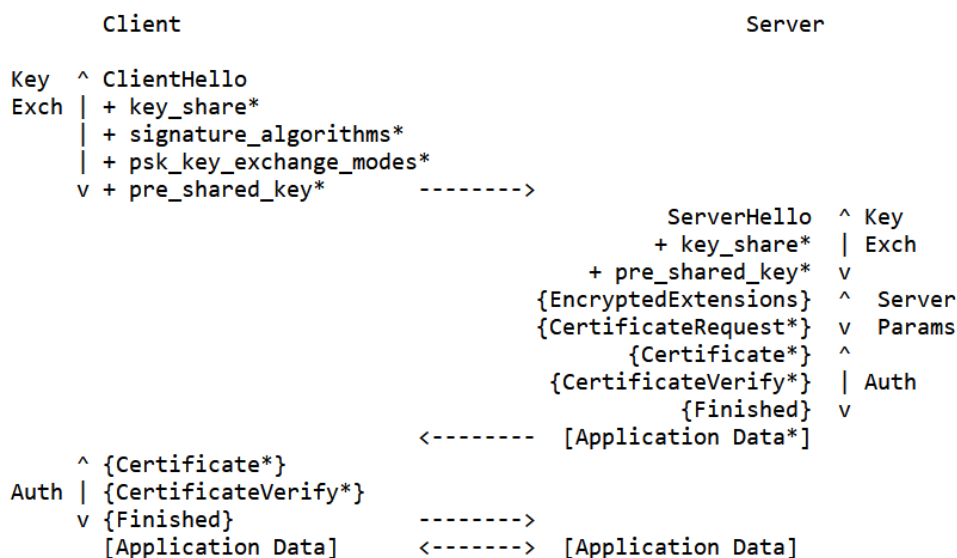 Client                                           Server
Key  ^ ClientHello
Exch | + key_share*
     | + signature_algorithms*
     | + psk_key_exchange_modes*
     v + pre_shared_key*       -------->
                                                  ServerHello  ^ Key
                                                 + key_share*  | Exch
                                            + pre_shared_key*  v
                                        {EncryptedExtensions}  ^  Server
                                        {CertificateRequest*}  v  Params
                                               {Certificate*}  ^
                                         {CertificateVerify*}  | Auth
                                                   {Finished}  v
                               <--------  [Application Data*]
     ^ {Certificate*}
Auth | {CertificateVerify*}
     v {Finished}              -------->
       [Application Data]      <------->  [Application Data]